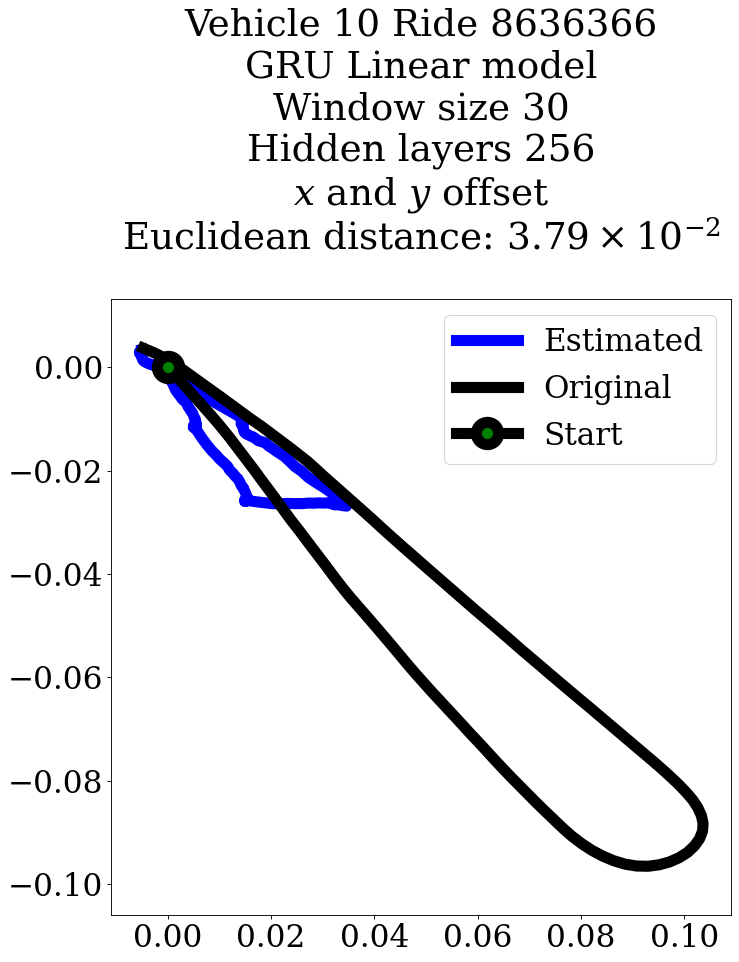 Vehicle 10 Ride 8636366
GRU Linear model
Window size 30
Hidden layers 256
x and y offset
Euclidean distance: 3.79 × 10⁻²
Estimated
Original
Start
0.00
−0.02
−0.04
−0.06
−0.08
−0.10
0.00 0.02 0.04 0.06 0.08 0.10